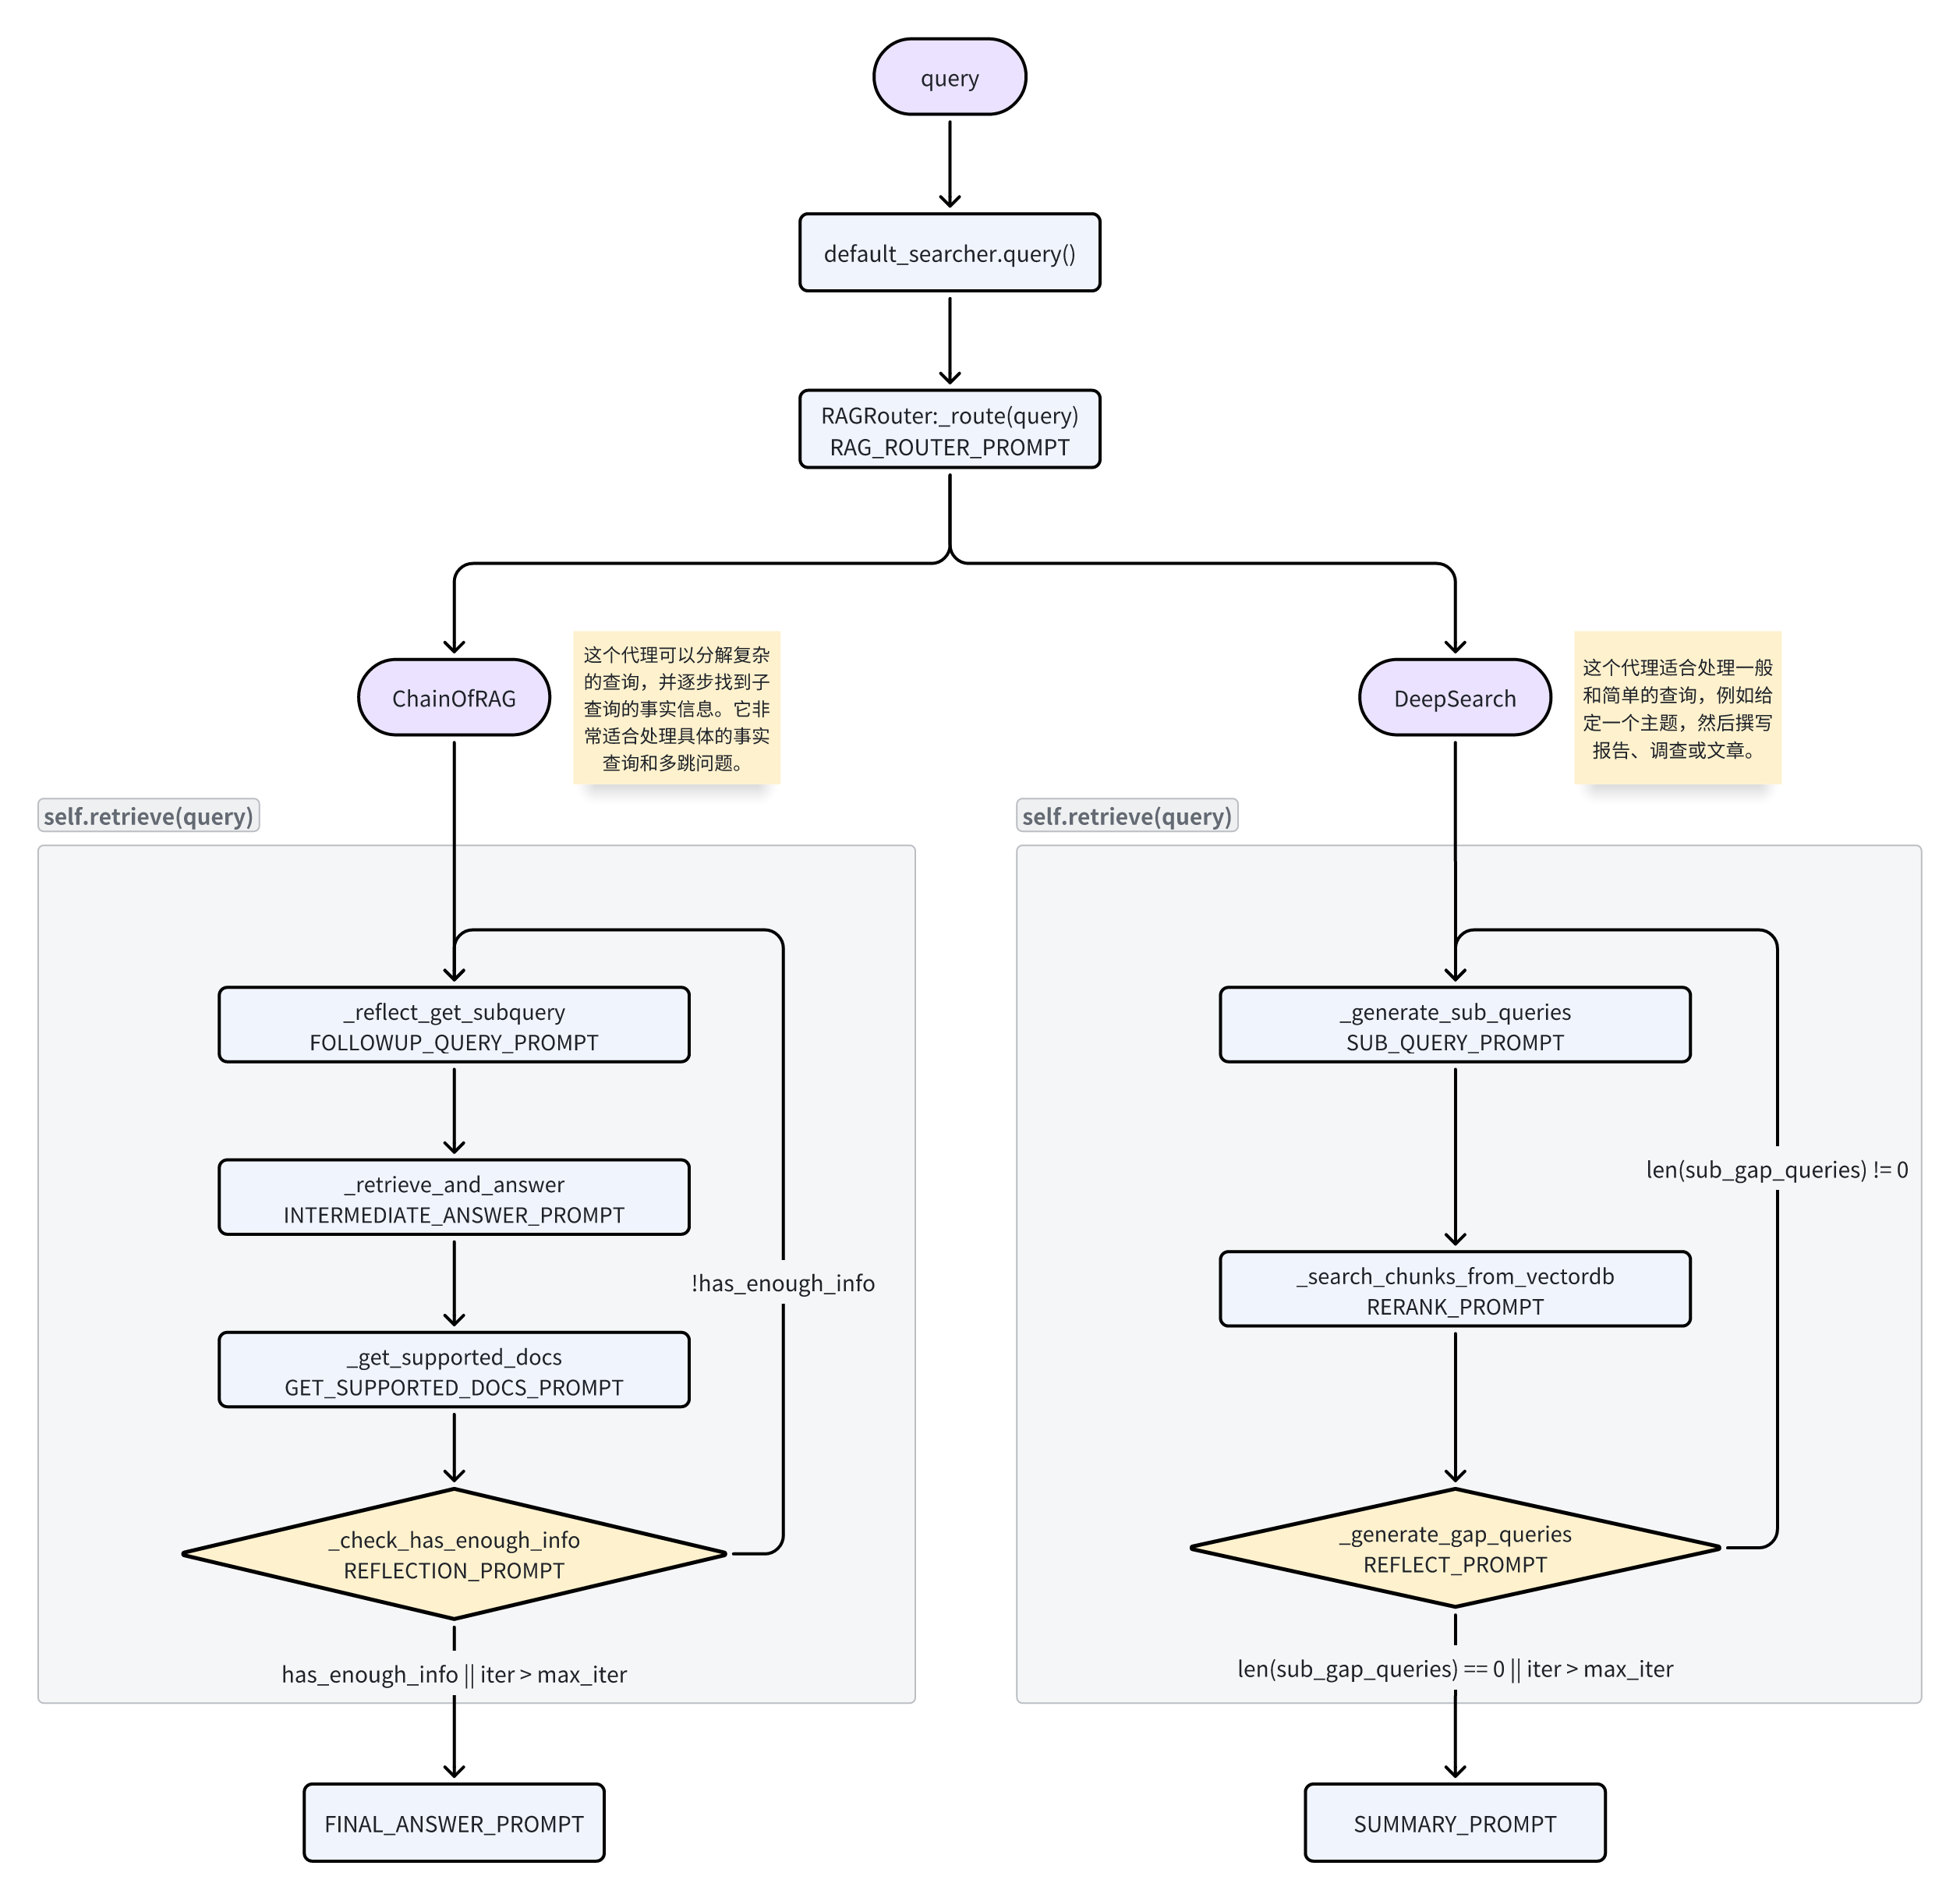 query
default_searcher.query()
RAGRouter:_route(query)
RAG_ROUTER_PROMPT
ChainOfRAG
这个代理可以分解复杂
的查询，并逐步找到子
查询的事实信息。它非
常适合处理具体的事实
查询和多跳问题。
DeepSearch
这个代理适合处理一般
和简单的查询，例如给
定一个主题，然后撰写
报告、调查或文章。
self.retrieve(query)
_reflect_get_subquery
FOLLOWUP_QUERY_PROMPT
_retrieve_and_answer
INTERMEDIATE_ANSWER_PROMPT
!has_enough_info
_get_supported_docs
GET_SUPPORTED_DOCS_PROMPT
_check_has_enough_info
REFLECTION_PROMPT
has_enough_info || iter > max_iter
FINAL_ANSWER_PROMPT
self.retrieve(query)
_generate_sub_queries
SUB_QUERY_PROMPT
len(sub_gap_queries) != 0
_search_chunks_from_vectordb
RERANK_PROMPT
_generate_gap_queries
REFLECT_PROMPT
len(sub_gap_queries) == 0 || iter > max_iter
SUMMARY_PROMPT